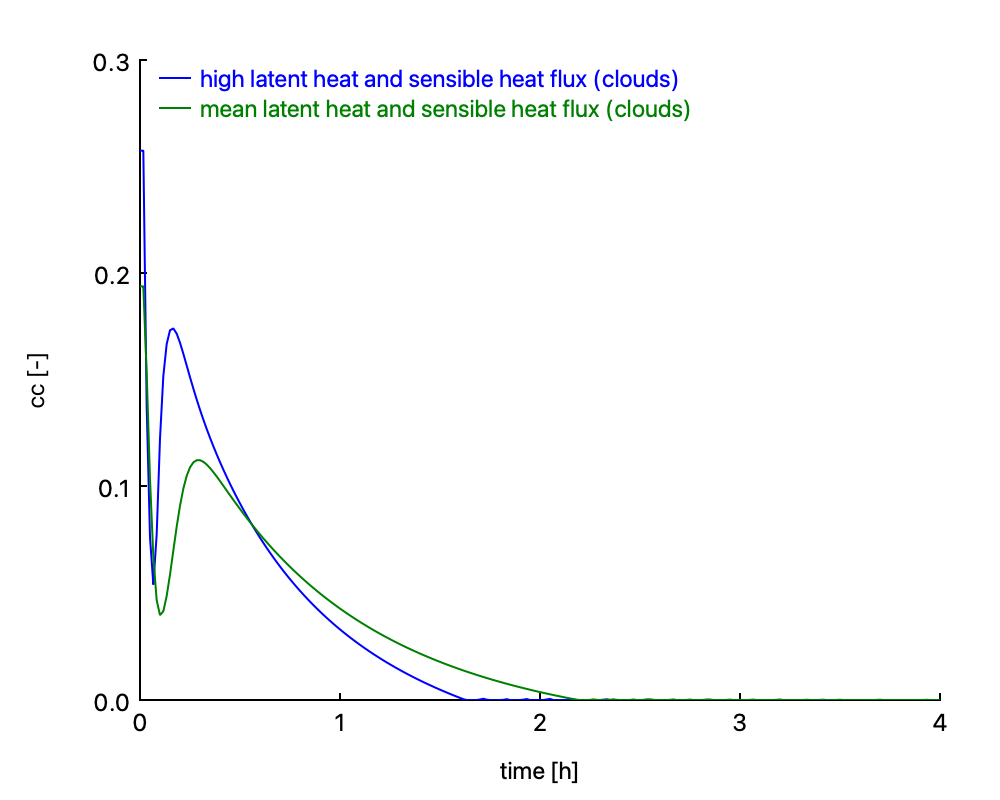 0.3
high latent heat and sensible heat flux (clouds)
mean latent heat and sensible heat flux (clouds)
0.2
cc [-]
0.1
0.0
0 1 2 3 4
time [h]